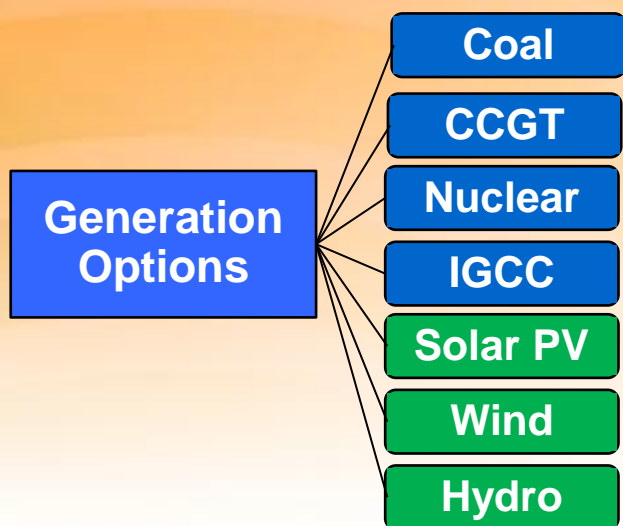 Generation
Options
Coal
CCGT
Nuclear
IGCC
Solar PV
Wind
Hydro